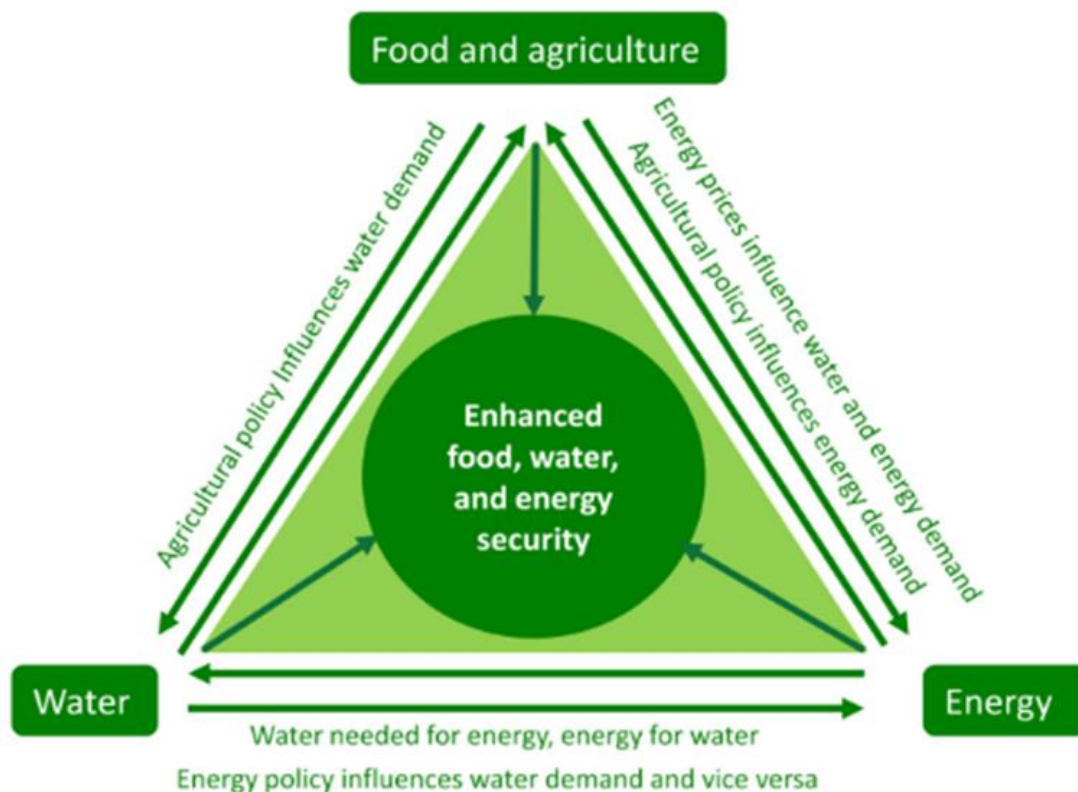 Food and agriculture
Agricultural policy Influences water demand
Energy prices influence water and energy demand
Agricultural policy influences energy demand
Enhanced
food, water,
and energy
security
Water
Energy
Water needed for energy, energy for water
Energy policy influences water demand and vice versa